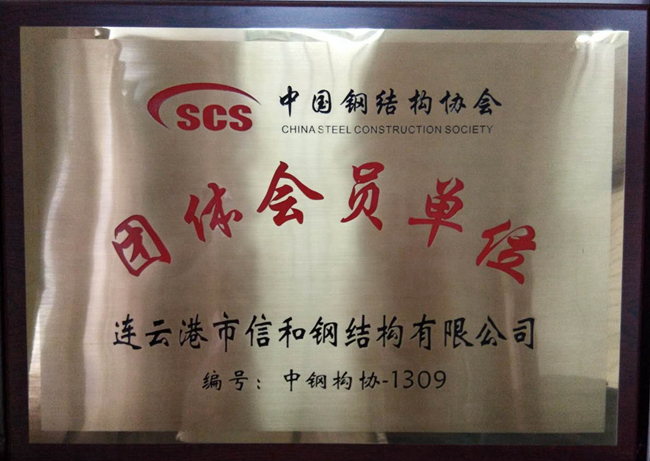 SCS 中国钢结构协会
CHINA STEEL CONSTRUCTION SOCIETY
团体会员单位
连云港市信和钢结构有限公司
编号：中钢构协-1309